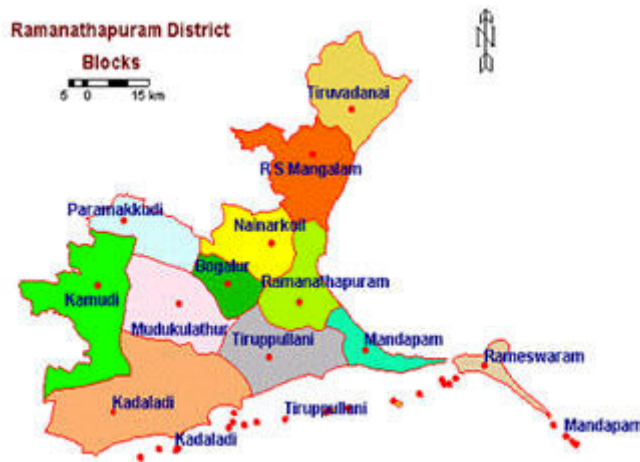 Ramanathapuram District
Blocks
5 0 15 km
N
Tiruvadanai
R S Mangalam
Paramakkudi
Nainarkoil
Bogalur
Kamudi
Ramanathapuram
Mudukulathur
Tiruppullani
Mandapam
Rameswaram
Kadaladi
Tiruppullani
Kadaladi
Mandapam